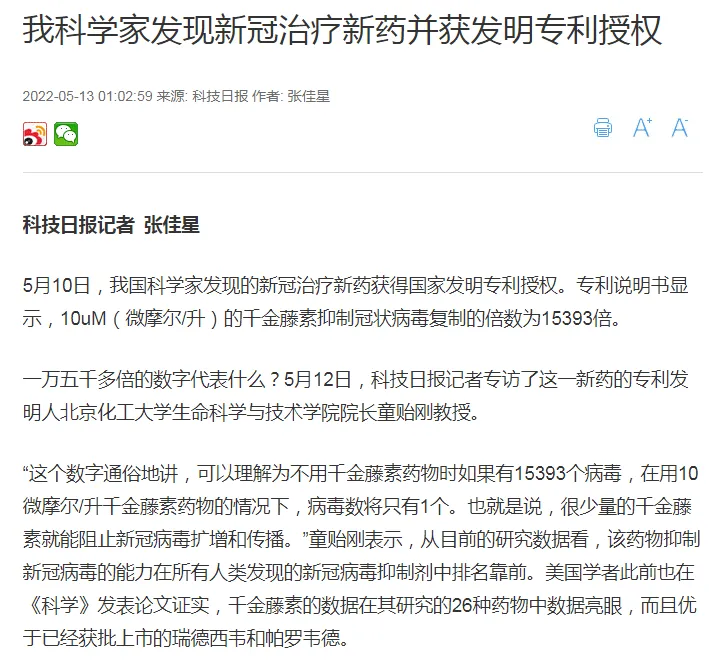 我科学家发现新冠治疗新药并获发明专利授权
2022-05-13 01:02:59 来源: 科技日报 作者: 张佳星
A+ A-
科技日报记者 张佳星
5月10日，我国科学家发现的新冠治疗新药获得国家发明专利授权。专利说明书显
示，10uM（微摩尔/升）的千金藤素抑制冠状病毒复制的倍数为15393倍。
一万五千多倍的数字代表什么？5月12日，科技日报记者专访了这一新药的专利发
明人北京化工大学生命科学与技术学院院长童贻刚教授。
“这个数字通俗地讲，可以理解为不用千金藤素药物时如果有15393个病毒，在用10
微摩尔/升千金藤素药物的情况下，病毒数将只有1个。也就是说，很少量的千金藤
素就能阻止新冠病毒扩增和传播。”童贻刚表示，从目前的研究数据看，该药物抑制
新冠病毒的能力在所有人类发现的新冠病毒抑制剂中排名靠前。美国学者此前也在
《科学》发表论文证实，千金藤素的数据在其研究的26种药物中数据亮眼，而且优
于已经获批上市的瑞德西韦和帕罗韦德。